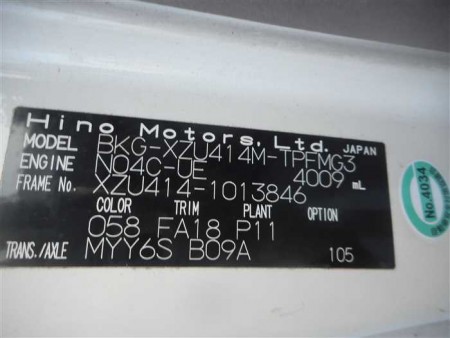 Hino Motors,Ltd. JAPAN
MODEL BKG-XZU414M-TPFMG3
ENGINE N04C-UE 4009 mL
FRAME No. XZU414-1013846
COLOR TRIM PLANT OPTION
058 FA18 P11
TRANS./AXLE MYY6S B09A 105
No.4034